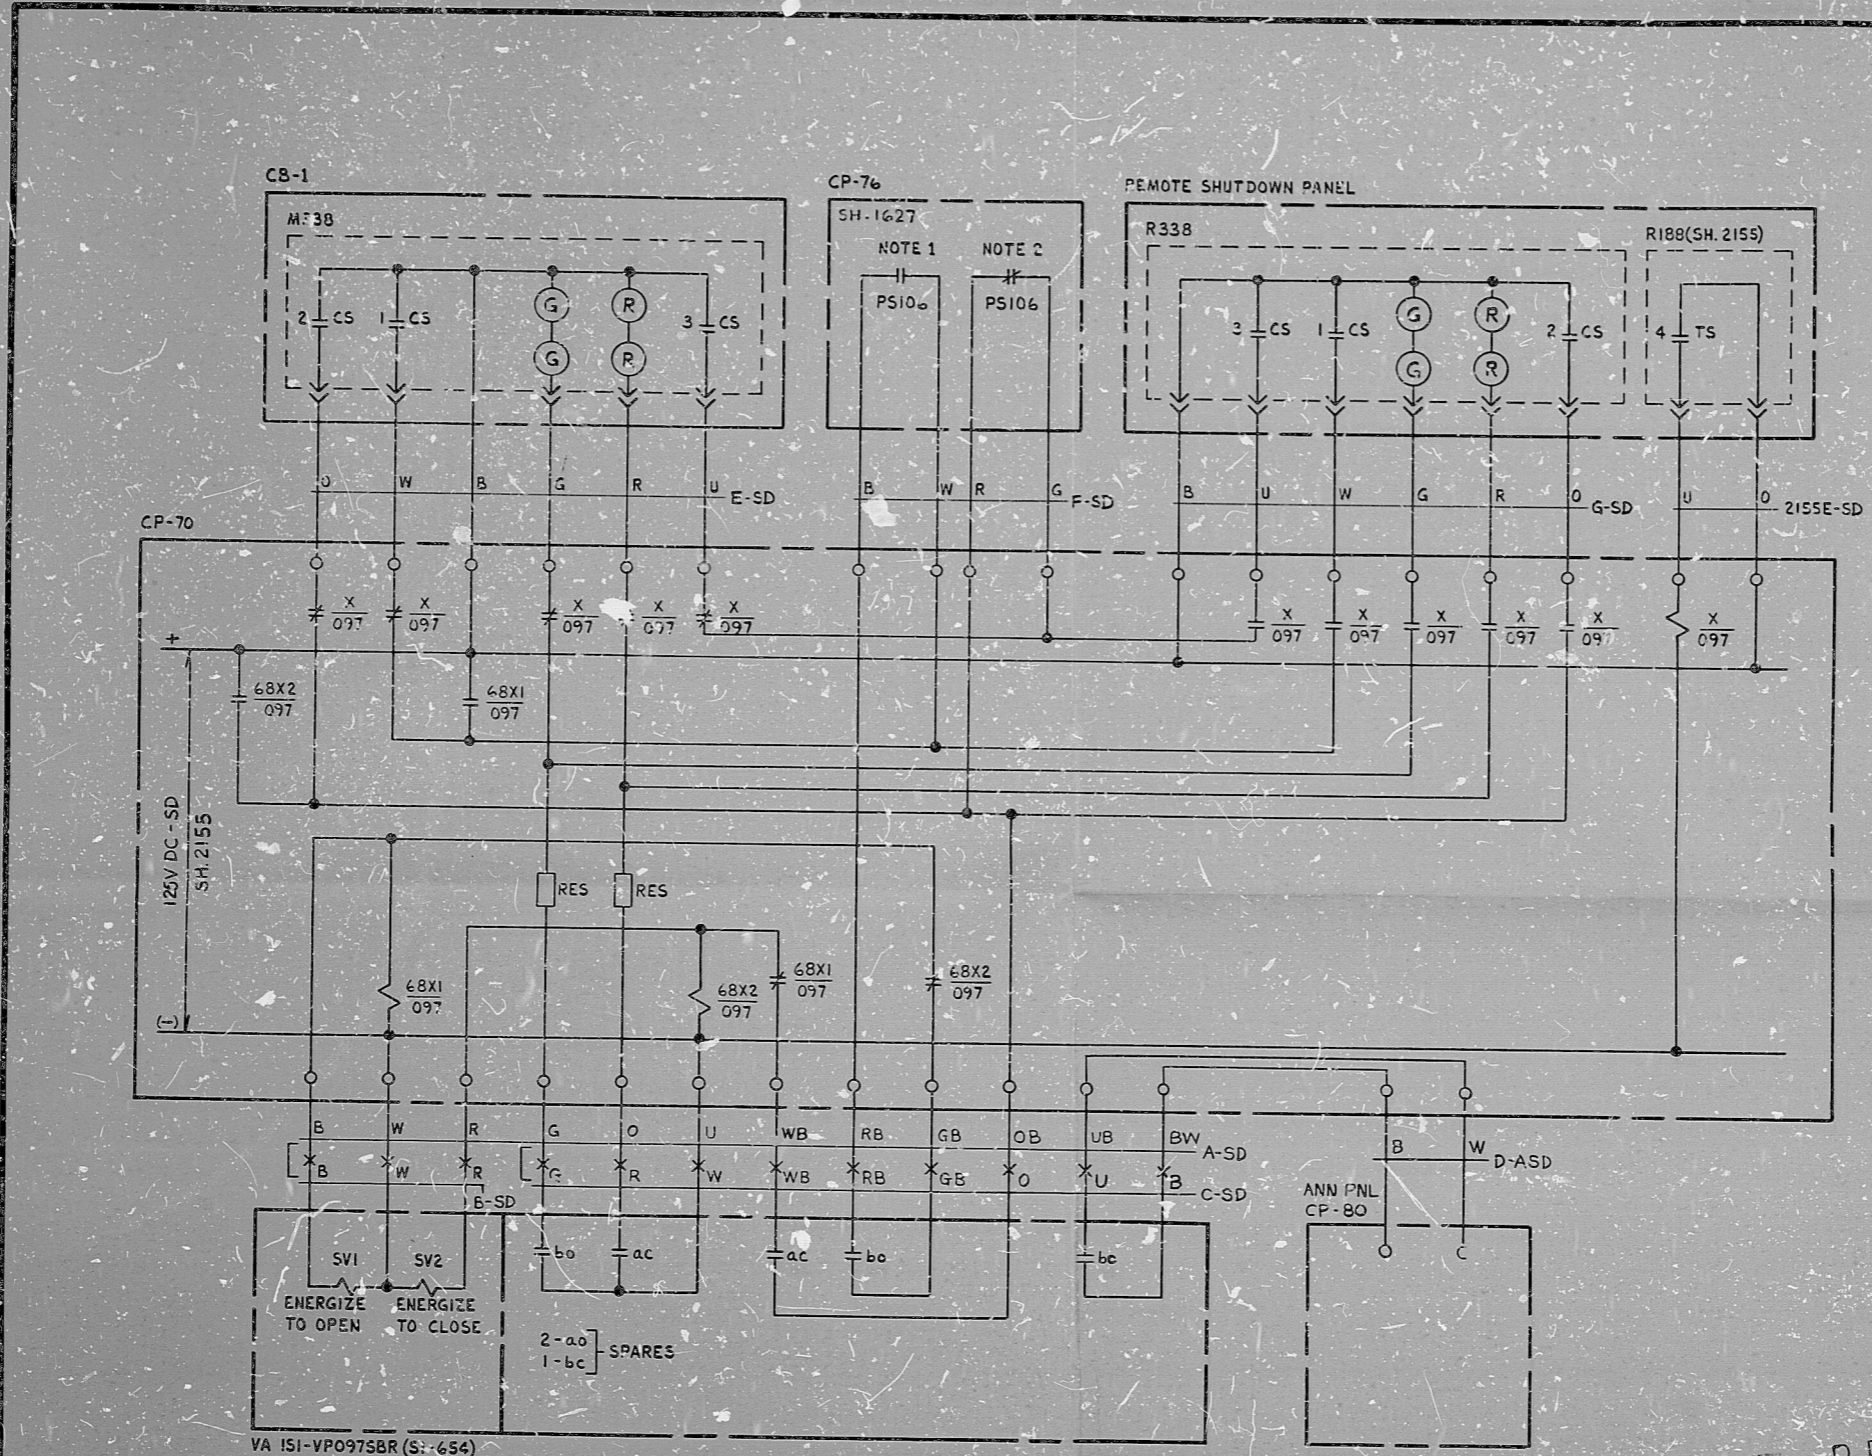 CB-1
CP-76
REMOTE SHUTDOWN PANEL
SH-1627
R338
R188(SH. 2155)
NOTE 1
NOTE 2
PS106
PS106
2 CS
1 CS
G
R
3 CS
G
R
3 CS
1 CS
G
R
2 CS
4 TS
G
R
O
W
B
G
R
U
E-SD
B
W
R
G
F-SD
B
U
W
G
R
O
G-SD
U
O
2155E-SD
CP-70
X
097
X
097
X
097
X
097
X
097
X
097
X
097
X
097
X
097
X
097
X
097
+
68X2
097
68X1
097
125V DC-SD
SH. 2155
RES
RES
68X1
097
68X2
097
68X1
097
68X2
097
(-)
B
W
R
G
O
U
WB
RB
GB
OB
UB
BW
A-SD
B
W
D-ASD
B
W
R
G
R
W
WB
RB
GB
O
U
B
C-SD
B-SD
ANN PNL
CP-80
SV1
SV2
bo
ac
ac
bo
bc
C
ENERGIZE
TO OPEN
ENERGIZE
TO CLOSE
2-ao
1-bc
SPARES